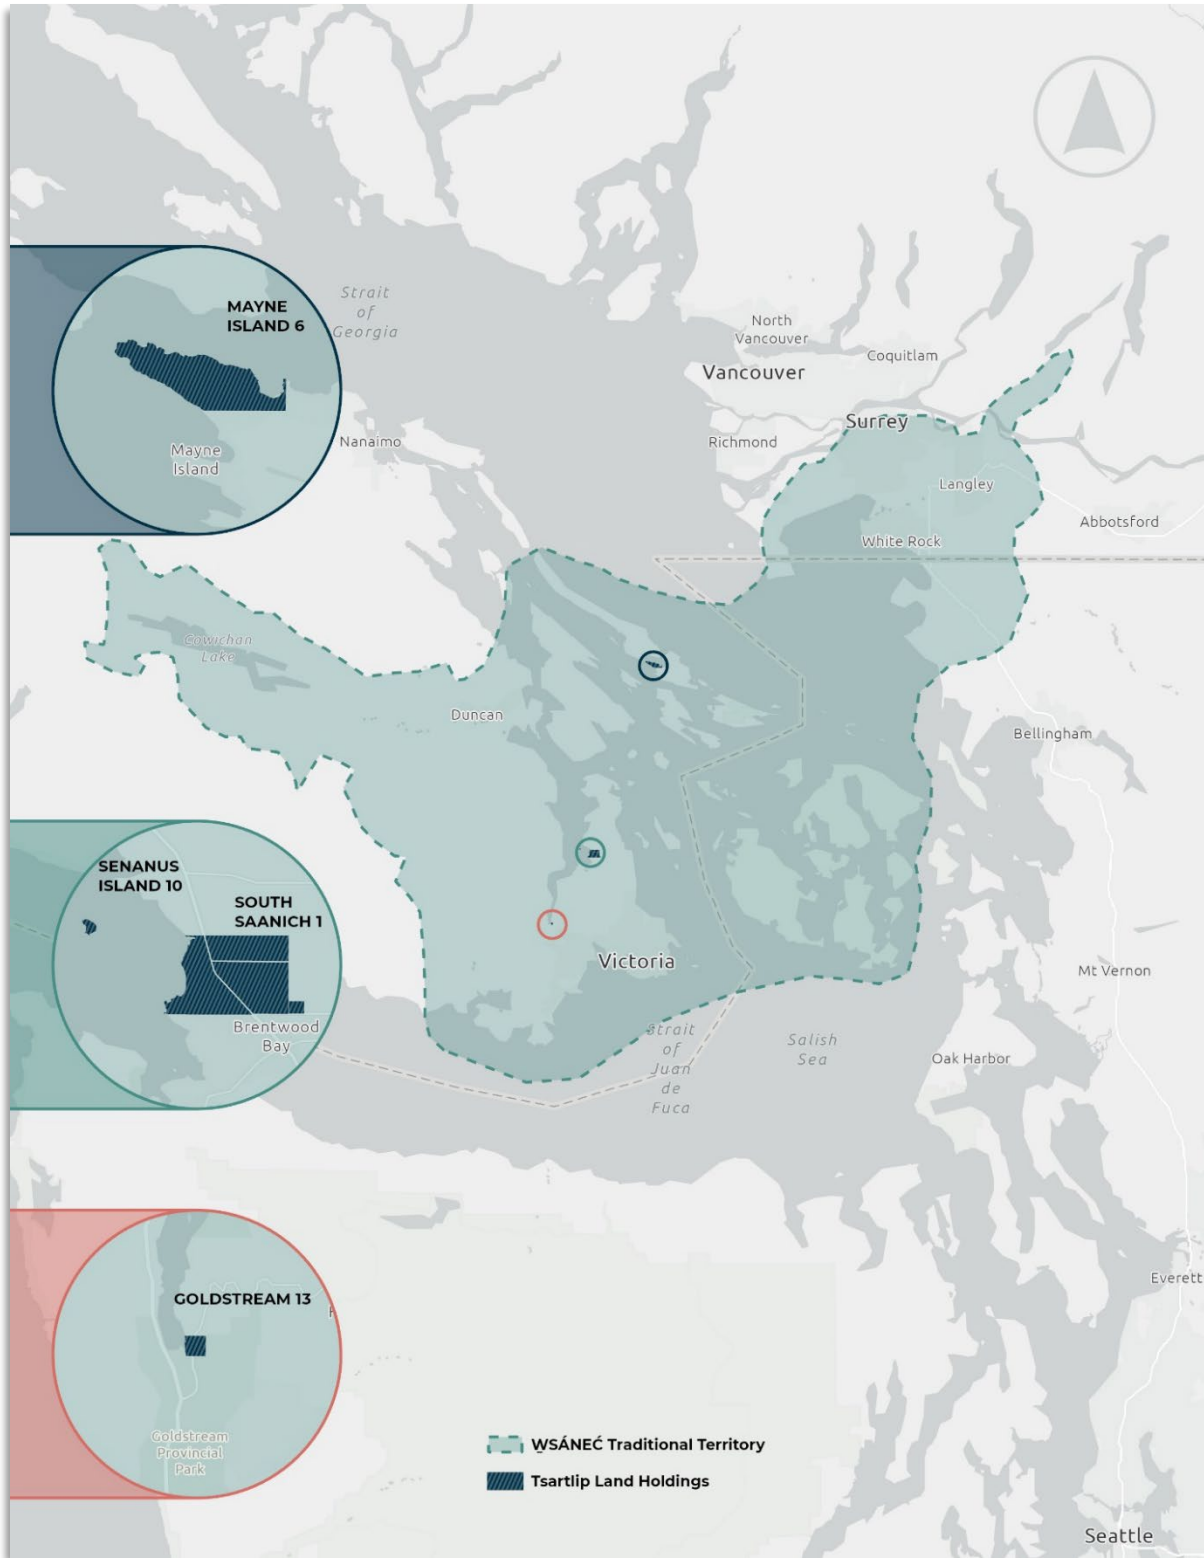 Strait
of
Georgia
MAYNE
ISLAND 6
Mayne
Island
Nanaimo
North
Vancouver
Coquitlam
Vancouver
Surrey
Richmond
Langley
Abbotsford
White Rock
Cowichan
Lake
Duncan
Bellingham
SENANUS
ISLAND 10
SOUTH
SAANICH 1
Brentwood
Bay
Victoria
Mt Vernon
Strait
of
Juan
de
Fuca
Salish
Sea
Oak Harbor
GOLDSTREAM 13
Goldstream
Provincial
Park
Everett
W̱SÁNEĆ Traditional Territory
Tsartlip Land Holdings
Seattle